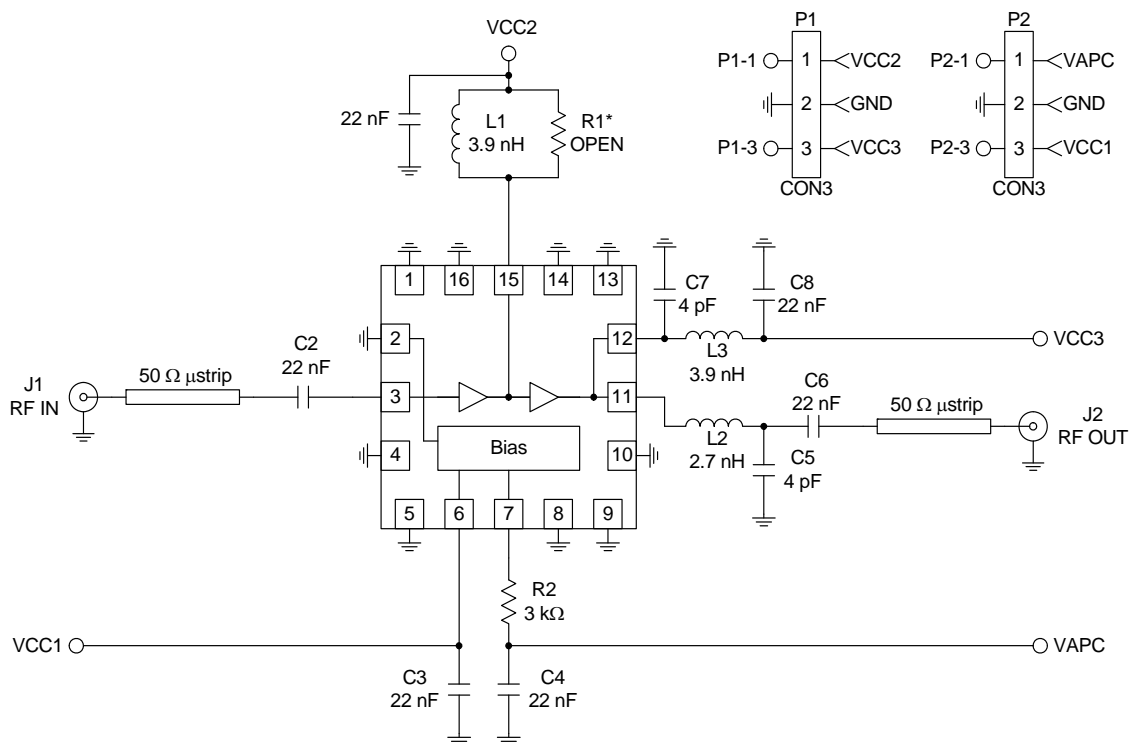 VCC2
P1
P2
P1-1
1
VCC2
P2-1
1
VAPC
2
GND
2
GND
P1-3
3
VCC3
P2-3
3
VCC1
CON3
CON3
22 nF
L1
3.9 nH
R1*
OPEN
1
16
15
14
13
C7
4 pF
C8
22 nF
2
12
VCC3
L3
3.9 nH
J1
RF IN
50 Ω µstrip
C2
22 nF
3
11
C6
22 nF
50 Ω µstrip
J2
RF OUT
L2
2.7 nH
4
Bias
10
C5
4 pF
5
6
7
8
9
R2
3 kΩ
VCC1
VAPC
C3
22 nF
C4
22 nF